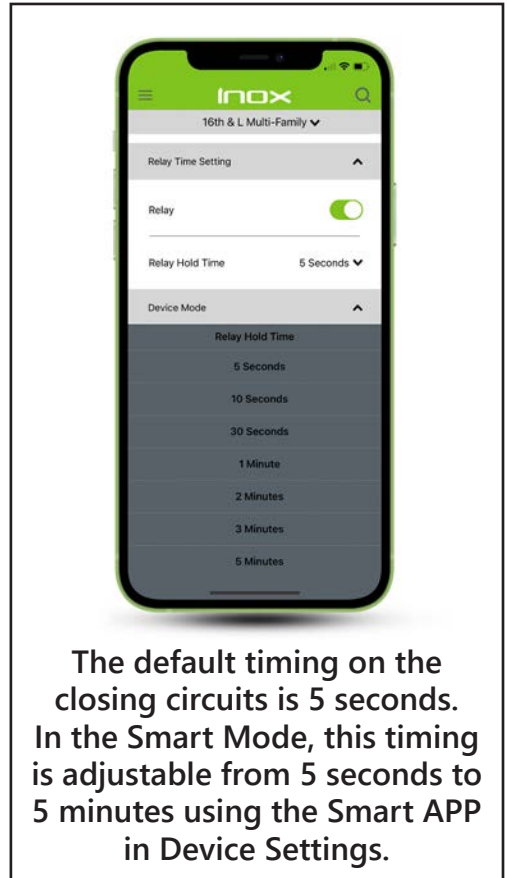 Inox
16th & L Multi-Family
Relay Time Setting
Relay
Relay Hold Time 5 Seconds
Device Mode
Relay Hold Time
5 Seconds
10 Seconds
30 Seconds
1 Minute
2 Minutes
3 Minutes
5 Minutes
The default timing on the
closing circuits is 5 seconds.
In the Smart Mode, this timing
is adjustable from 5 seconds to
5 minutes using the Smart APP
in Device Settings.